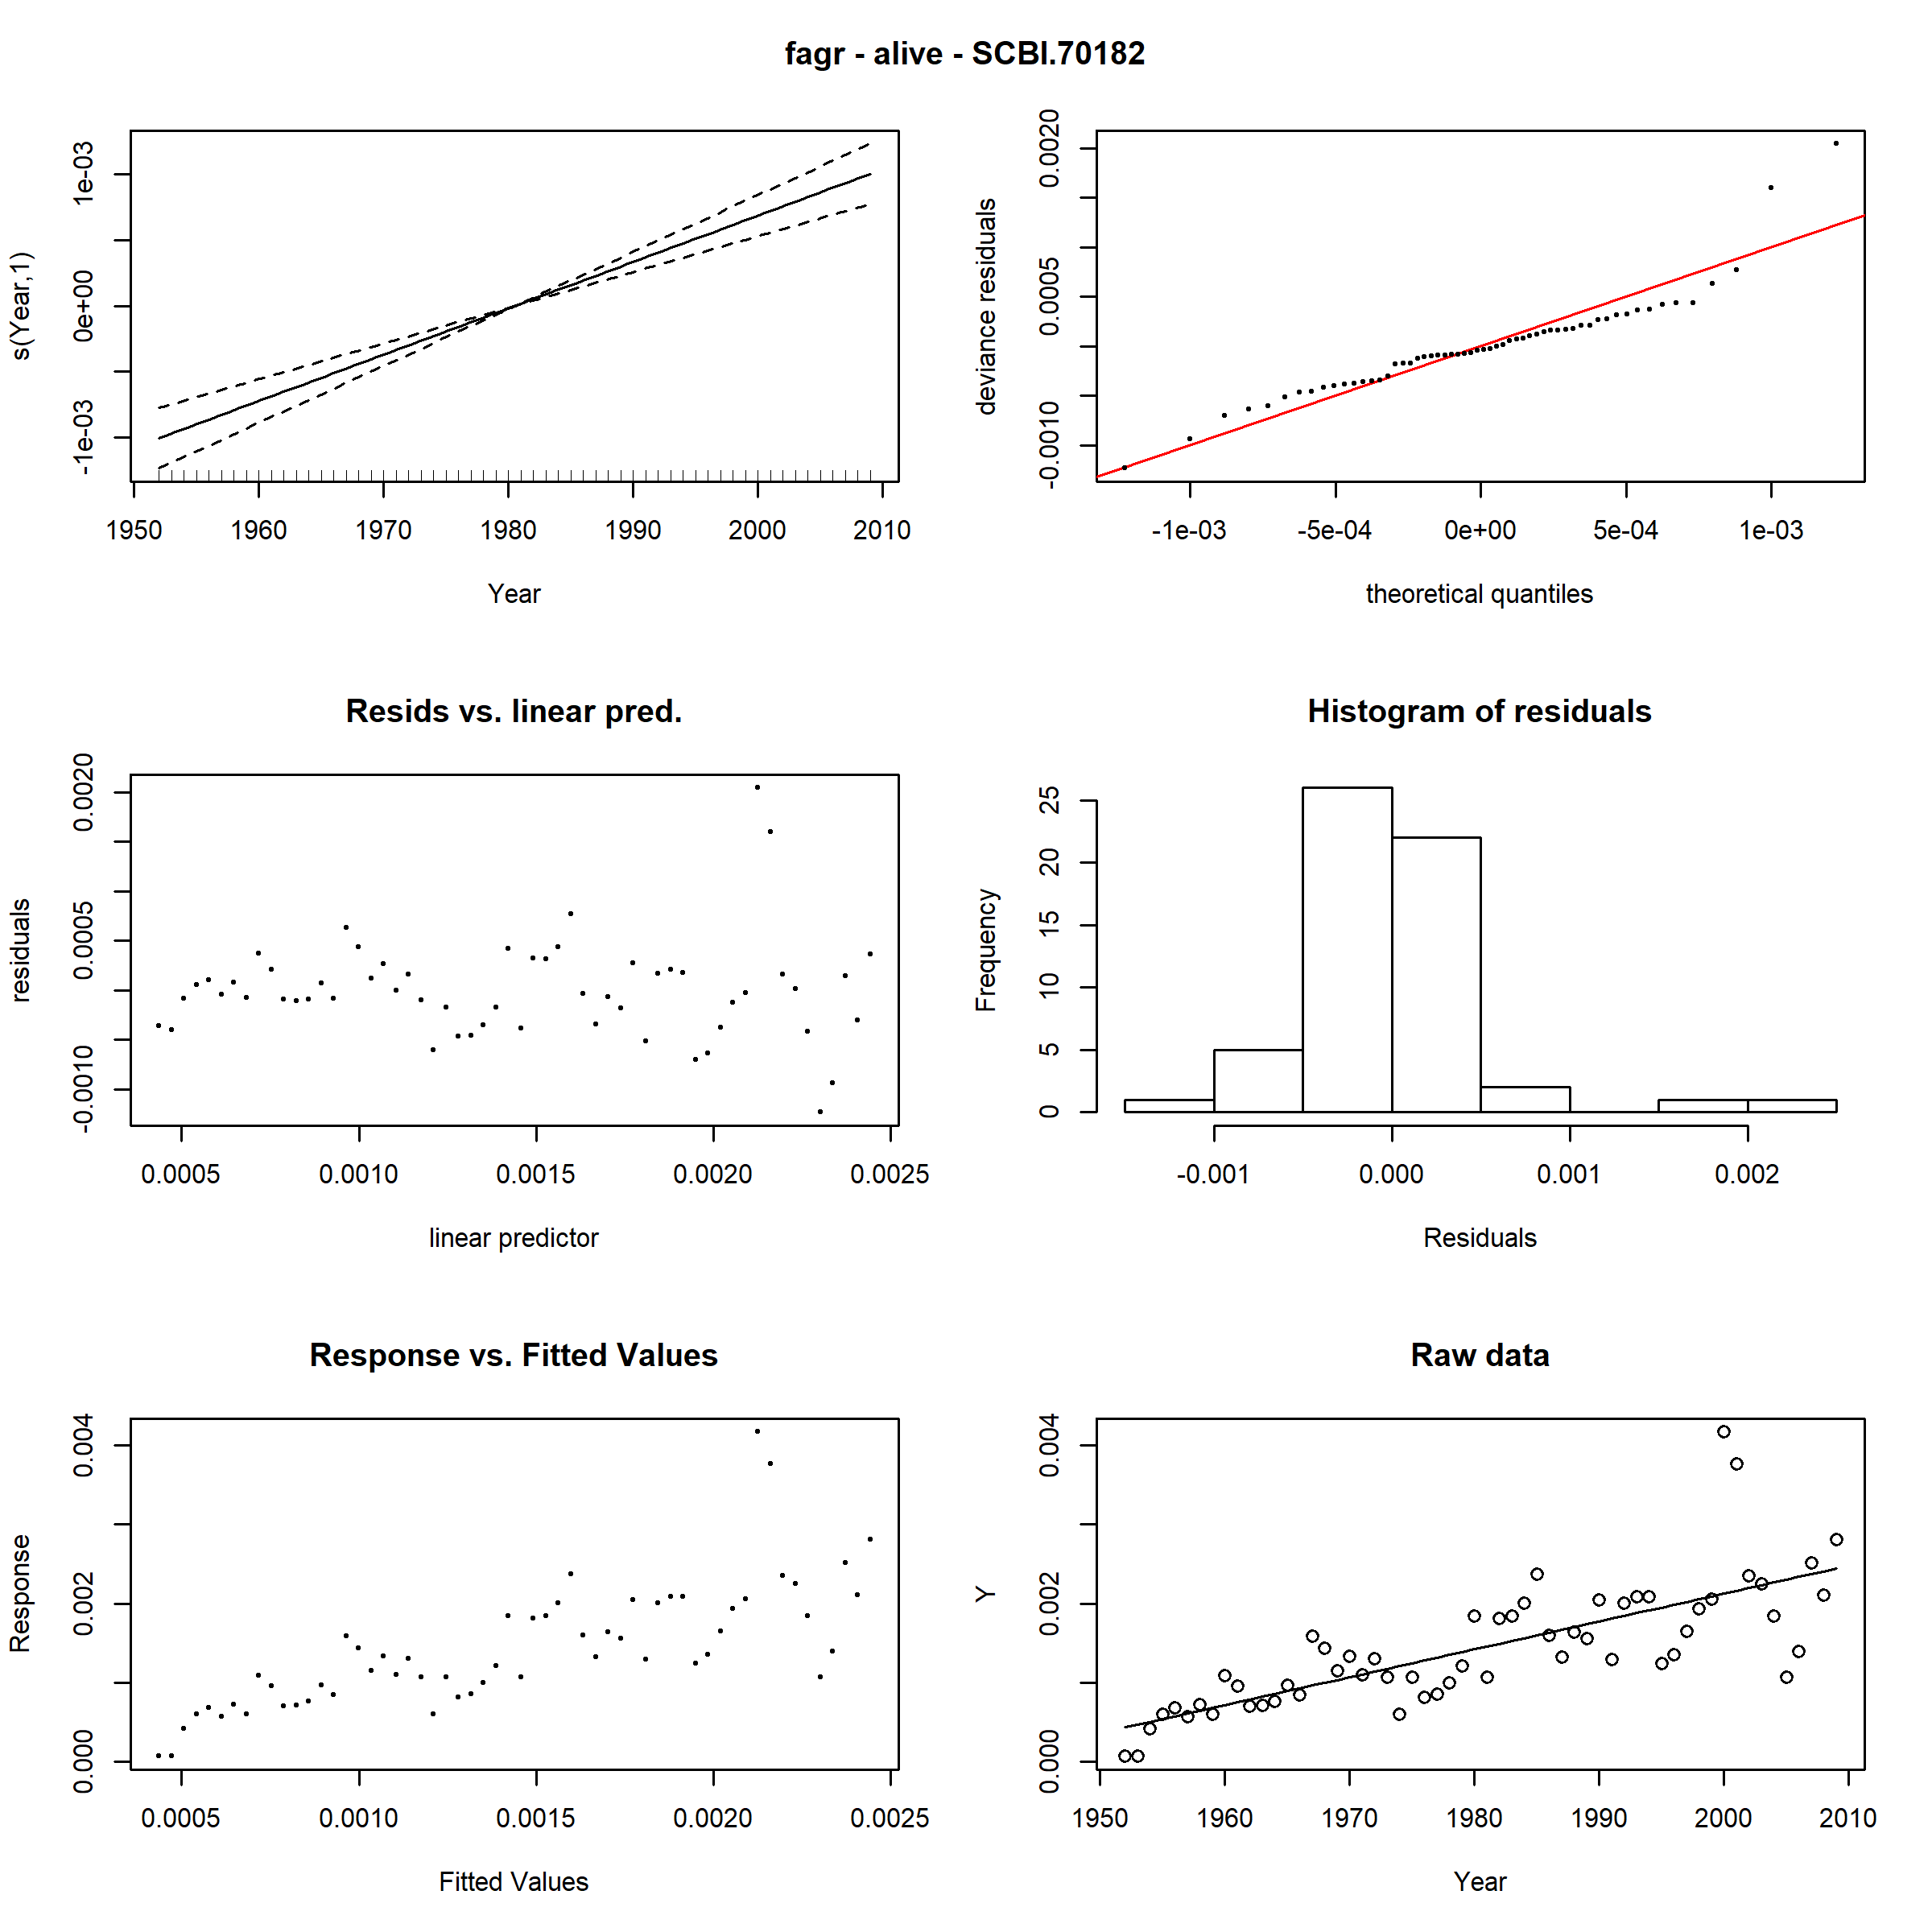 fagr - alive - SCBI.70182
s(Year,1)
1e-03
0e+00
-1e-03
1950 1960 1970 1980 1990 2000 2010
Year
deviance residuals
0.0020
0.0005
-0.0010
-1e-03 -5e-04 0e+00 5e-04 1e-03
theoretical quantiles
Resids vs. linear pred.
residuals
0.0020
0.0005
-0.0010
0.0005 0.0010 0.0015 0.0020 0.0025
linear predictor
Histogram of residuals
Frequency
25
20
15
10
5
0
-0.001 0.000 0.001 0.002
Residuals
Response vs. Fitted Values
Response
0.004
0.002
0.000
0.0005 0.0010 0.0015 0.0020 0.0025
Fitted Values
Raw data
Y
0.004
0.002
0.000
1950 1960 1970 1980 1990 2000 2010
Year